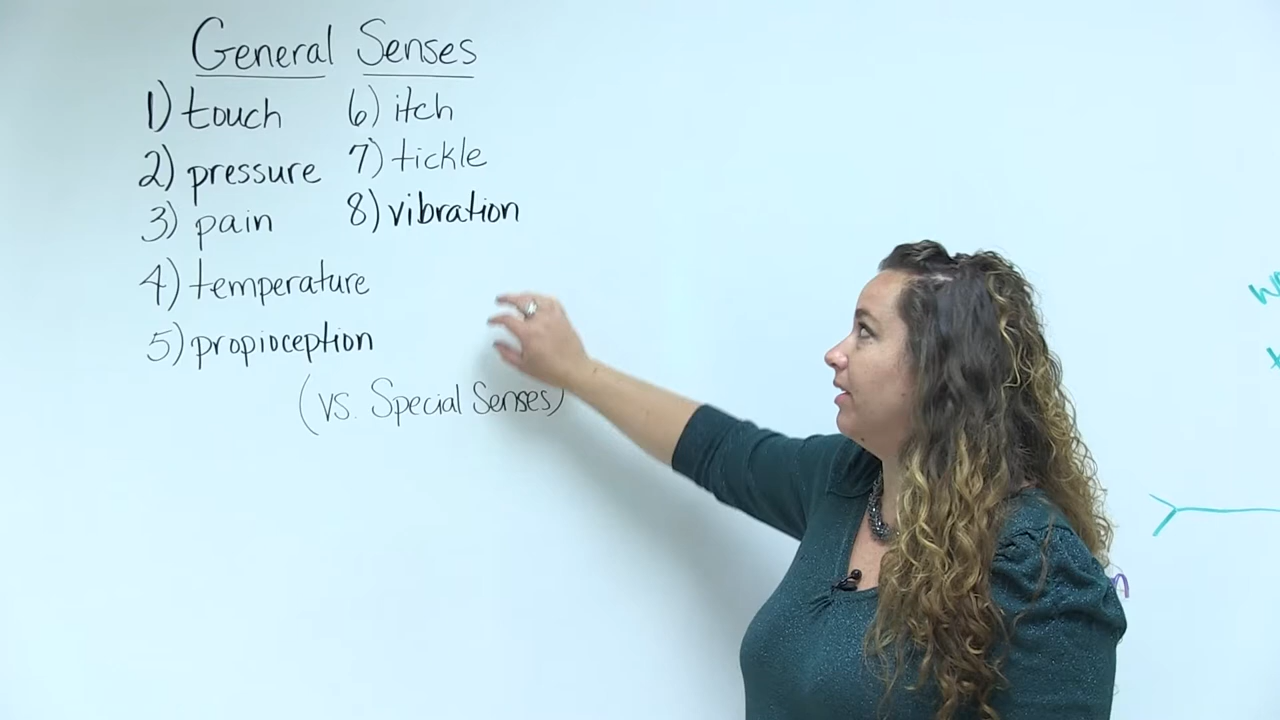 General Senses
1) touch
2) pressure
3) pain
4) temperature
5) propioception
6) itch
7) tickle
8) vibration
(vs. Special Senses)